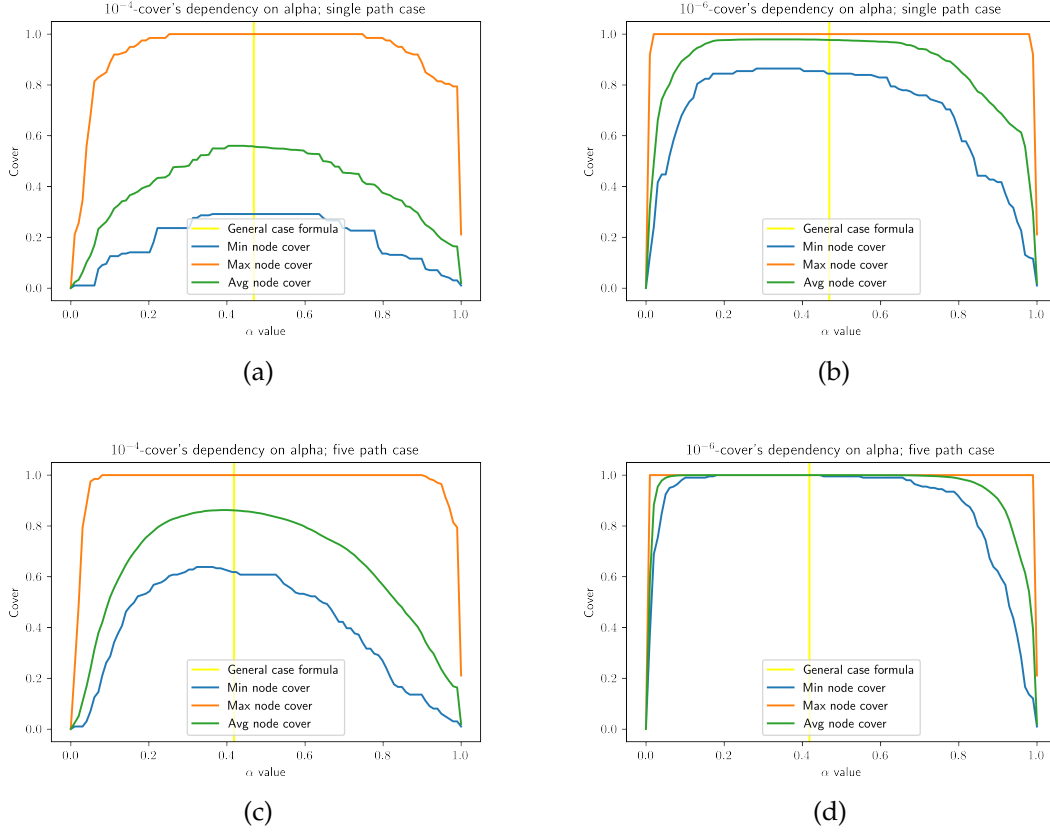 10⁻⁴-cover's dependency on alpha; single path case
1.0
0.8
0.6
0.4
0.2
0.0
Cover
General case formula
Min node cover
Max node cover
Avg node cover
0.0 0.2 0.4 0.6 0.8 1.0
α value
(a)
10⁻⁶-cover's dependency on alpha; single path case
1.0
0.8
0.6
0.4
0.2
0.0
Cover
General case formula
Min node cover
Max node cover
Avg node cover
0.0 0.2 0.4 0.6 0.8 1.0
α value
(b)
10⁻⁴-cover's dependency on alpha; five path case
1.0
0.8
0.6
0.4
0.2
0.0
Cover
General case formula
Min node cover
Max node cover
Avg node cover
0.0 0.2 0.4 0.6 0.8 1.0
α value
(c)
10⁻⁶-cover's dependency on alpha; five path case
1.0
0.8
0.6
0.4
0.2
0.0
Cover
General case formula
Min node cover
Max node cover
Avg node cover
0.0 0.2 0.4 0.6 0.8 1.0
α value
(d)